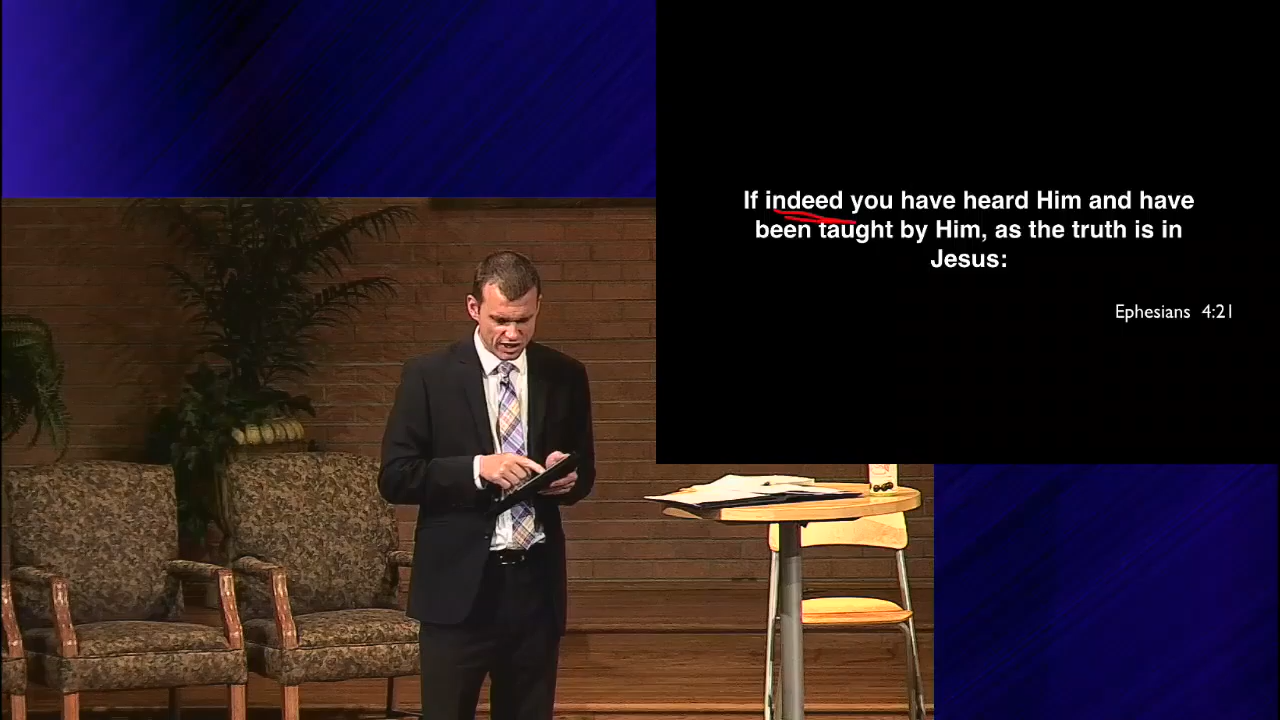 If indeed you have heard Him and have
been taught by Him, as the truth is in
Jesus:
Ephesians 4:21